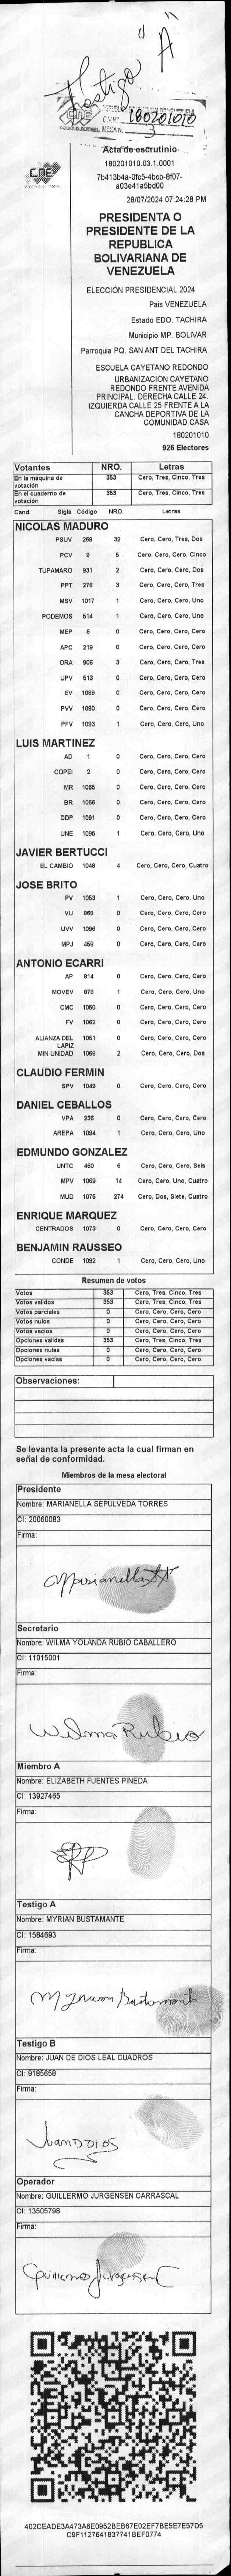 "A"
Testigo
CNE
180201010
3
Acta de escrutinio
180201010.03.1.0001
7b413b4a-0fc5-4bcb-8f07-
a03e41a5bd00
28/07/2024 07:24:28 PM
PRESIDENTA O
PRESIDENTE DE LA
REPUBLICA
BOLIVARIANA DE
VENEZUELA
ELECCIÓN PRESIDENCIAL 2024
Pais VENEZUELA
Estado EDO. TACHIRA
Municipio MP. BOLIVAR
Parroquia PQ. SAN ANT DEL TACHIRA
ESCUELA CAYETANO REDONDO
URBANIZACION CAYETANO
REDONDO FRENTE AVENIDA
PRINCIPAL. DERECHA CALLE 24.
IZQUIERDA CALLE 25 FRENTE A LA
CANCHA DEPORTIVA DE LA
COMUNIDAD CASA
180201010
926 Electores
Votantes NRO. Letras
En la máquina de votación 353 Cero, Tres, Cinco, Tres
En el cuaderno de votación 353 Cero, Tres, Cinco, Tres
Cand. Sigla Código NRO. Letras
NICOLAS MADURO
PSUV 269 32 Cero, Cero, Tres, Dos
PCV 9 5 Cero, Cero, Cero, Cinco
TUPAMARO 931 2 Cero, Cero, Cero, Dos
PPT 276 3 Cero, Cero, Cero, Tres
MSV 1017 1 Cero, Cero, Cero, Uno
PODEMOS 514 1 Cero, Cero, Cero, Uno
MEP 6 0 Cero, Cero, Cero, Cero
APC 219 0 Cero, Cero, Cero, Cero
ORA 906 3 Cero, Cero, Cero, Tres
UPV 513 0 Cero, Cero, Cero, Cero
EV 1089 0 Cero, Cero, Cero, Cero
PVV 1090 0 Cero, Cero, Cero, Cero
PFV 1093 1 Cero, Cero, Cero, Uno
LUIS MARTINEZ
AD 1 0 Cero, Cero, Cero, Cero
COPEI 2 0 Cero, Cero, Cero, Cero
MR 1065 0 Cero, Cero, Cero, Cero
BR 1066 0 Cero, Cero, Cero, Cero
DDP 1091 0 Cero, Cero, Cero, Cero
UNE 1095 1 Cero, Cero, Cero, Uno
JAVIER BERTUCCI
EL CAMBIO 1048 4 Cero, Cero, Cero, Cuatro
JOSE BRITO
PV 1053 1 Cero, Cero, Cero, Uno
VU 868 0 Cero, Cero, Cero, Cero
UVV 1096 0 Cero, Cero, Cero, Cero
MPJ 458 0 Cero, Cero, Cero, Cero
ANTONIO ECARRI
AP 814 0 Cero, Cero, Cero, Cero
MOVEV 878 1 Cero, Cero, Cero, Uno
CMC 1050 0 Cero, Cero, Cero, Cero
FV 1062 0 Cero, Cero, Cero, Cero
ALIANZA DEL LAPIZ 1051 0 Cero, Cero, Cero, Cero
MIN UNIDAD 1068 2 Cero, Cero, Cero, Dos
CLAUDIO FERMIN
SPV 1049 0 Cero, Cero, Cero, Cero
DANIEL CEBALLOS
VPA 236 0 Cero, Cero, Cero, Cero
AREPA 1094 1 Cero, Cero, Cero, Uno
EDMUNDO GONZALEZ
UNTC 460 6 Cero, Cero, Cero, Seis
MPV 1069 14 Cero, Cero, Uno, Cuatro
MUD 1076 274 Cero, Dos, Siete, Cuatro
ENRIQUE MARQUEZ
CENTRADOS 1073 0 Cero, Cero, Cero, Cero
BENJAMIN RAUSSEO
CONDE 1092 1 Cero, Cero, Cero, Uno
Resumen de votos
Votos 353 Cero, Tres, Cinco, Tres
Votos validos 353 Cero, Tres, Cinco, Tres
Votos parciales 0 Cero, Cero, Cero, Cero
Votos nulos 0 Cero, Cero, Cero, Cero
Votos vacios 0 Cero, Cero, Cero, Cero
Opciones validas 353 Cero, Tres, Cinco, Tres
Opciones nulas 0 Cero, Cero, Cero, Cero
Opciones vacias 0 Cero, Cero, Cero, Cero
Observaciones:
Se levanta la presente acta la cual firman en
señal de conformidad.
Miembros de la mesa electoral
Presidente
Nombre: MARIANELLA SEPULVEDA TORRES
CI: 20060083
Firma:
Secretario
Nombre: WILMA YOLANDA RUBIO CABALLERO
CI: 11015001
Firma:
Wilma Rubio
Miembro A
Nombre: ELIZABETH FUENTES PINEDA
CI: 13927465
Firma:
Testigo A
Nombre: MYRIAN BUSTAMANTE
CI: 1584693
Firma:
Myrian Bustamante
Testigo B
Nombre: JUAN DE DIOS LEAL CUADROS
CI: 9185658
Firma:
Operador
Nombre: GUILLERMO JURGENSEN CARRASCAL
CI: 13505798
Firma:
402CEADE3A473A6E0952BEB67E02EF7BE5E7E57D5
C9F1127641837741BEF0774